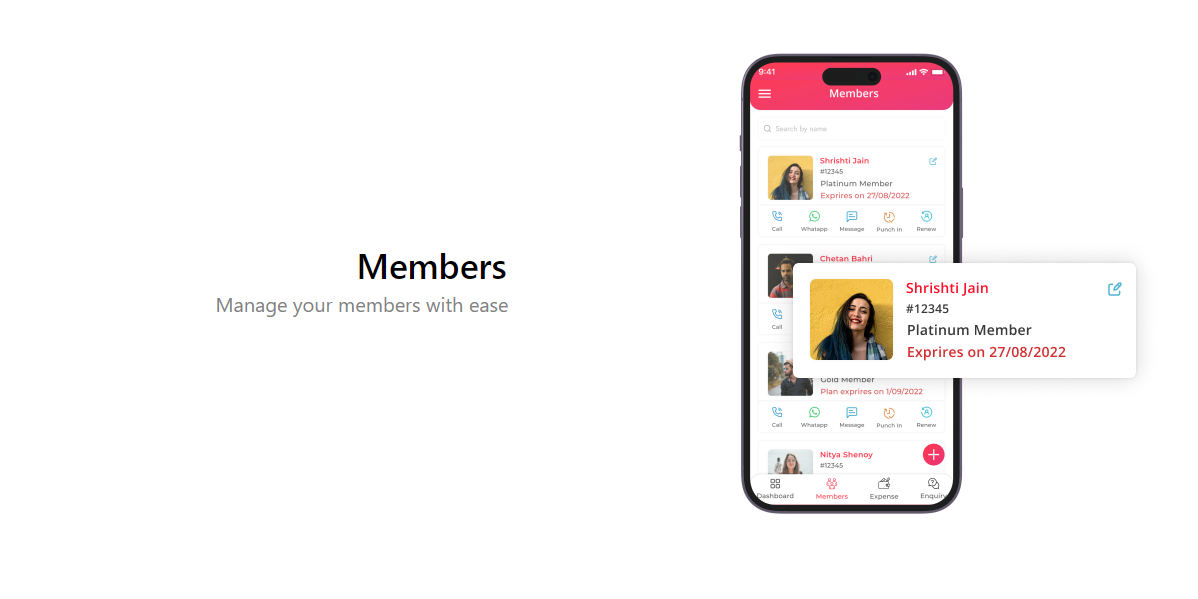 Members
Manage your members with ease
9:41
Members
Search by name
Shrishti Jain
#12345
Platinum Member
Exprires on 27/08/2022
Call Whatapp Message Punch In Renew
Chetan Bahri
Call
Shrishti Jain
#12345
Platinum Member
Exprires on 27/08/2022
Gold Member
Plan exprires on 1/09/2022
Call Whatapp Message Punch In Renew
Nitya Shenoy
#12345
Dashboard Members Expense Enquiry